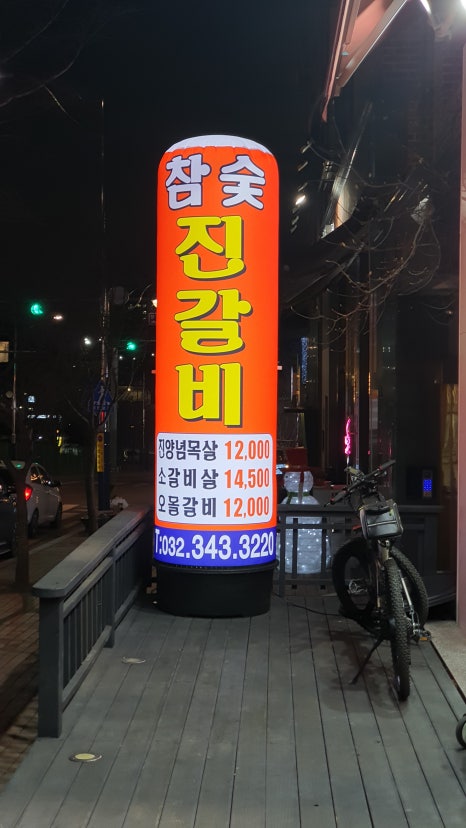 참숯
진
갈
비
진양념목살 12,000
소갈비살 14,500
오돌갈비 12,000
T:032.343.3220